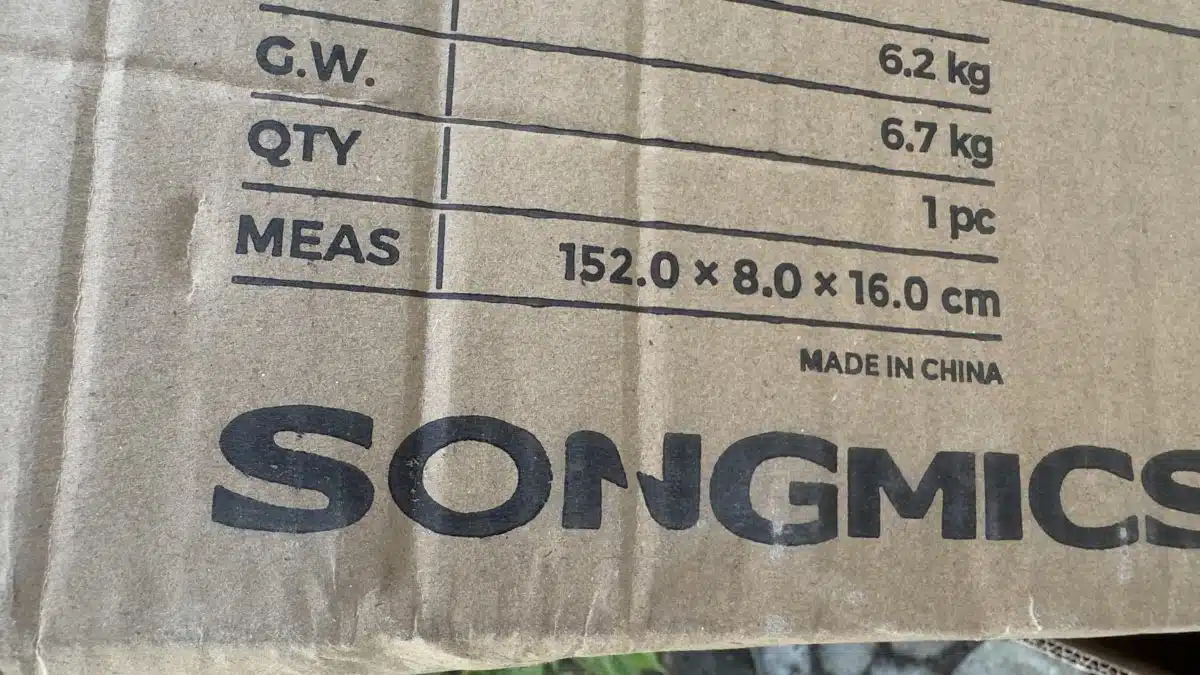 6.2 kg
G.W. 6.7 kg
QTY 1 pc
MEAS 152.0 × 8.0 × 16.0 cm
MADE IN CHINA
SONGMICS